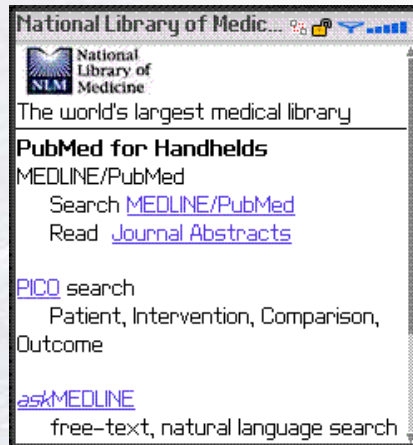 National Library of Medic...
National
Library of
Medicine
NLM
The world's largest medical library
PubMed for Handhelds
MEDLINE/PubMed
Search MEDLINE/PubMed
Read Journal Abstracts
PICO search
Patient, Intervention, Comparison,
Outcome
askMEDLINE
free-text, natural language search